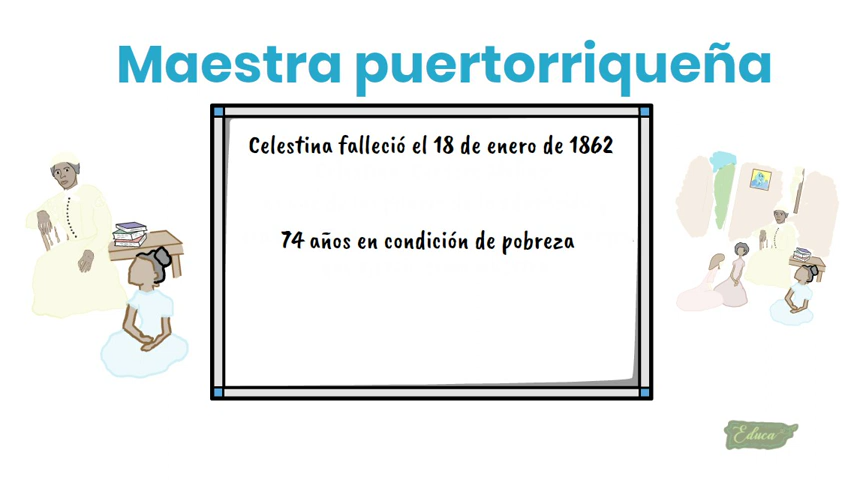 Maestra puertorriqueña
Celestina falleció el 18 de enero de 1862
74 años en condición de pobreza
Educa